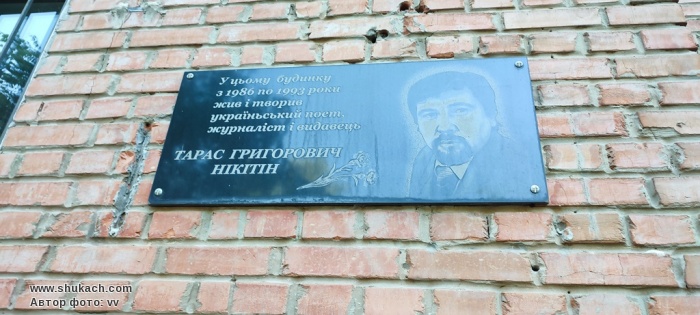 У цьому будинку
з 1986 по 1993 роки
жив і творив
український поет,
журналіст і видавець
ТАРАС ГРИГОРОВИЧ
НІКІТІН
www.shukach.com
Автор фото: vv